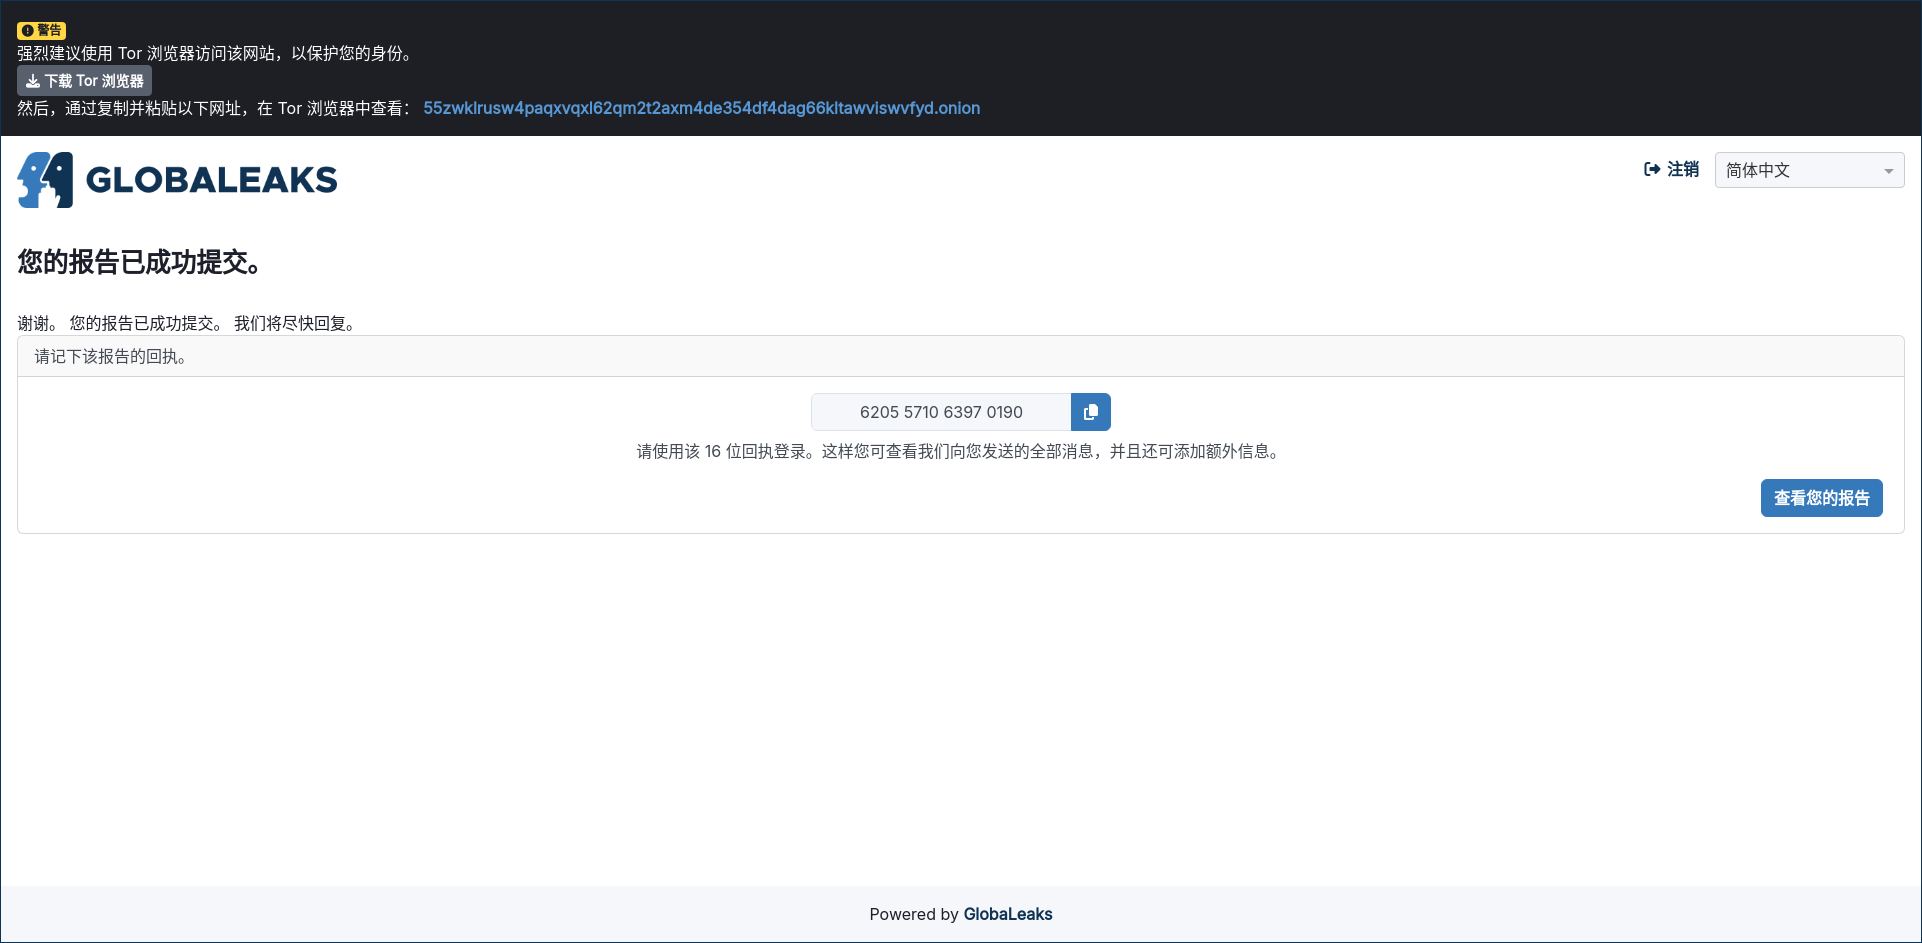 警告
强烈建议使用 Tor 浏览器访问该网站，以保护您的身份。
下载 Tor 浏览器
然后，通过复制并粘贴以下网址，在 Tor 浏览器中查看： 55zwklrusw4paqxvqxl62qm2t2axm4de354df4dag66kltawviswvfyd.onion
GLOBALEAKS
注销
简体中文
您的报告已成功提交。
谢谢。 您的报告已成功提交。 我们将尽快回复。
请记下该报告的回执。
6205 5710 6397 0190
请使用该 16 位回执登录。这样您可查看我们向您发送的全部消息，并且还可添加额外信息。
查看您的报告
Powered by GlobaLeaks